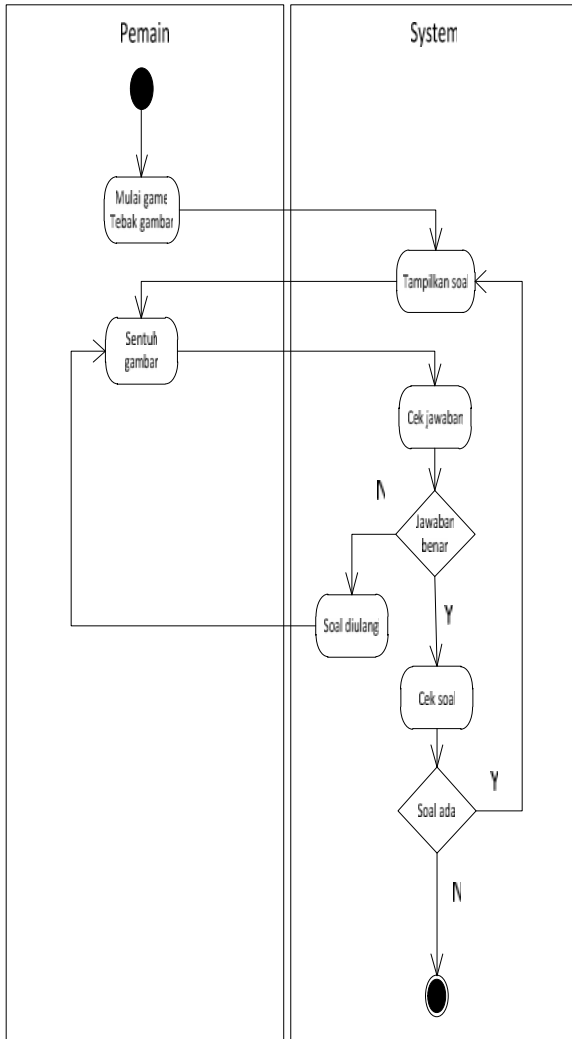 Pemain
System
Mulai game
Tebak gambar
Tampilkan soal
Sentuh
gambar
Cek jawaban
N
Jawaban
benar
Soal diulang
Y
Cek soal
Y
Soal ada
N